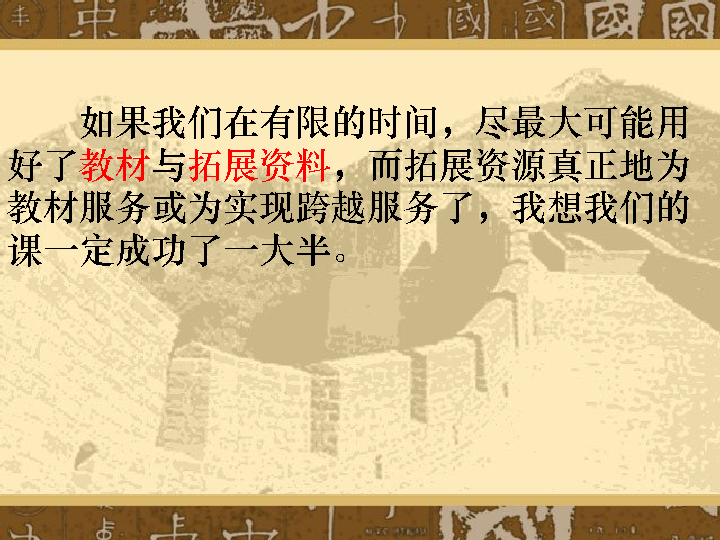 如果我们在有限的时间，尽最大可能用
好了教材与拓展资料，而拓展资源真正地为
教材服务或为实现跨越服务了，我想我们的
课一定成功了一大半。